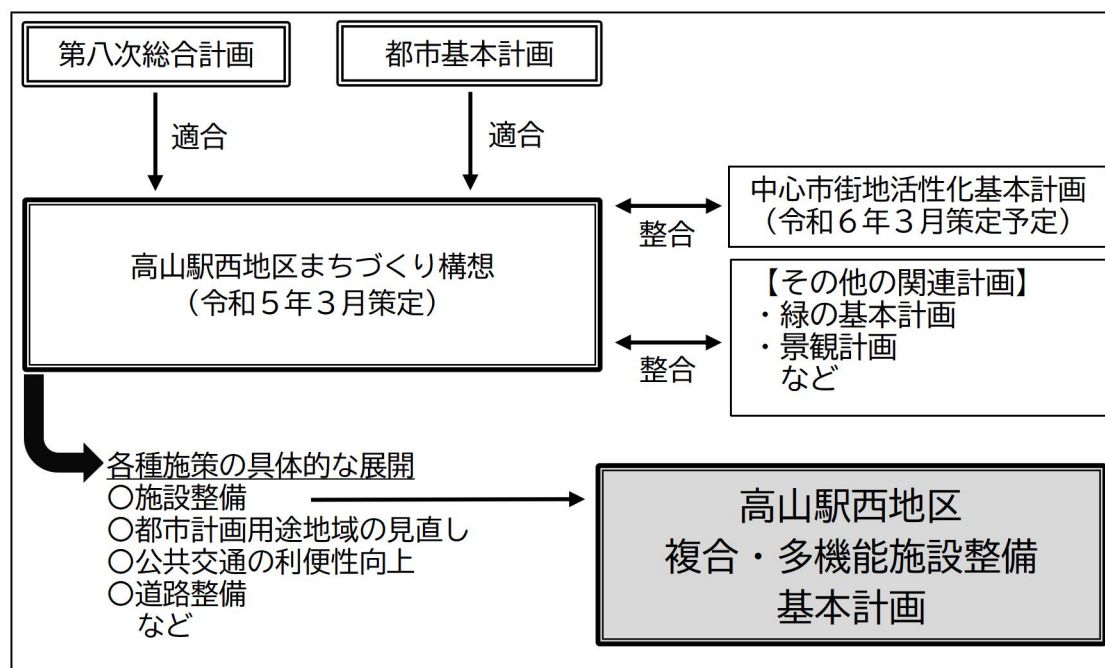 第八次総合計画
都市基本計画
適合
適合
高山駅西地区まちづくり構想
（令和５年３月策定）
整合
中心市街地活性化基本計画
（令和６年３月策定予定）
整合
【その他の関連計画】
・緑の基本計画
・景観計画
など
各種施策の具体的な展開
〇施設整備
〇都市計画用途地域の見直し
〇公共交通の利便性向上
〇道路整備
など
高山駅西地区
複合・多機能施設整備
基本計画